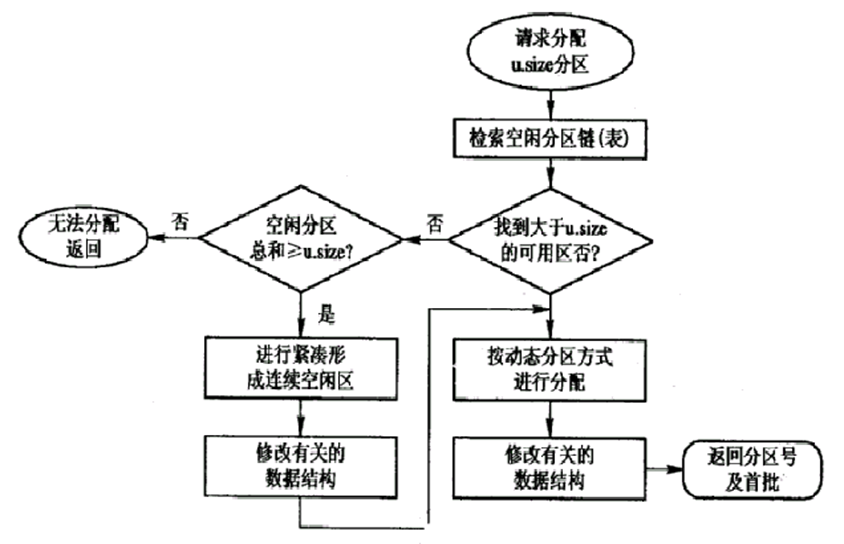 请求分配
u.size分区
检索空闲分区链(表)
找到大于u.size
的可用区否?
否
空闲分区
总和≥u.size?
否
无法分配
返回
是
进行紧凑形
成连续空闲区
修改有关的
数据结构
按动态分区方式
进行分配
修改有关的
数据结构
返回分区号
及首批